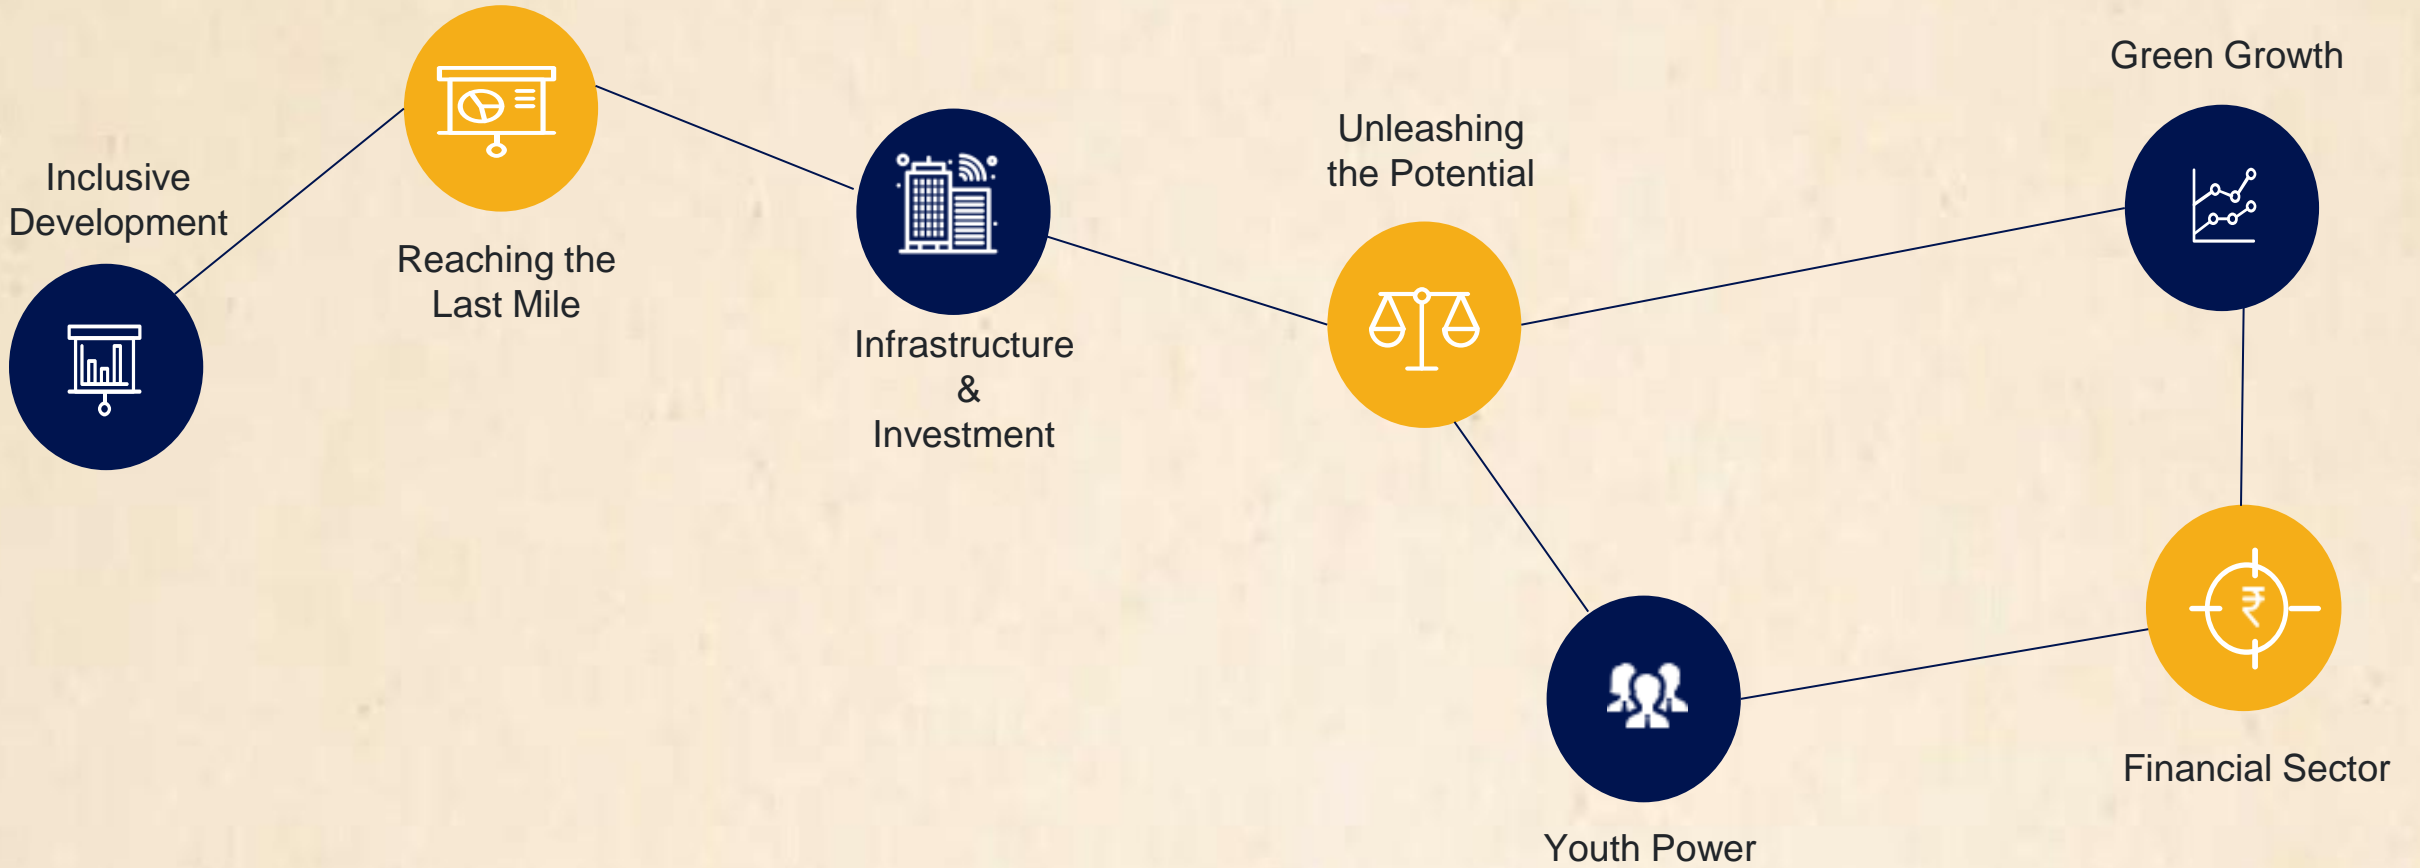 Inclusive
Development
Reaching the
Last Mile
Infrastructure
&
Investment
Unleashing
the Potential
Green Growth
₹
Financial Sector
Youth Power